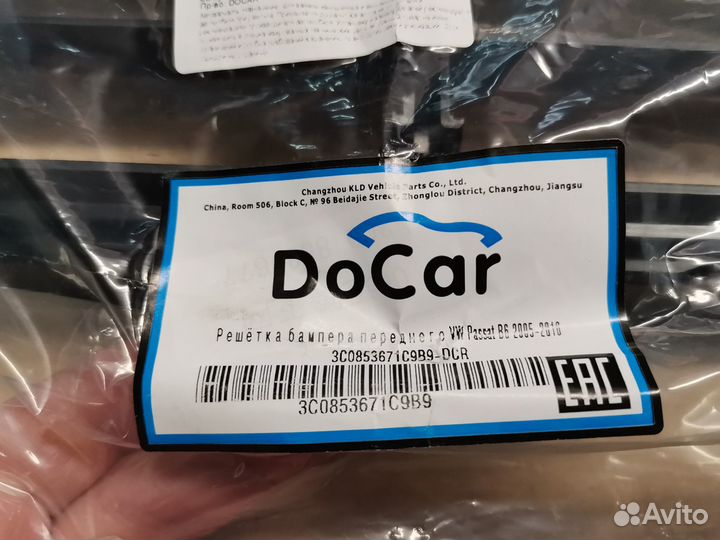 DOCAR
Changzhou KLD Vehicle Parts Co., Ltd.
China, Room 506, Block C, № 96 Beidajie Street, Zhonglou District, Changzhou, Jiangsu
DoCar
Решётка бампера переднего VW Passat B6 2005-2010
3C0853671C9B9-DCR
3C0853671C9B9
EAC
Avito